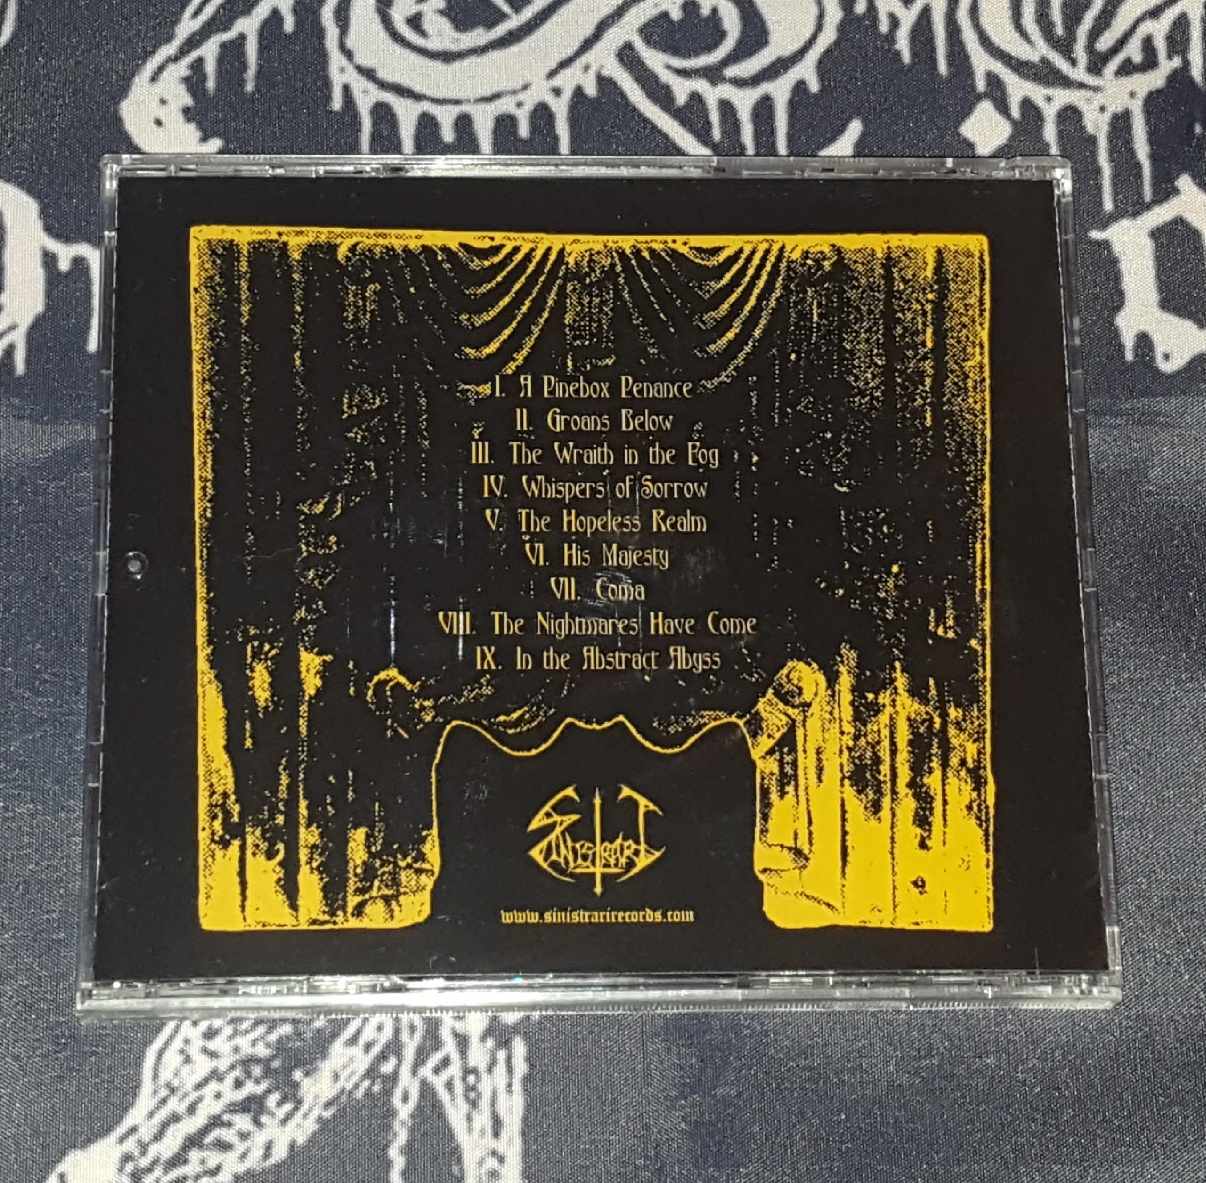 I. A Pinebox Penance
II. Groans Below
III. The Wraith in the Fog
IV. Whispers of Sorrow
V. The Hopeless Realm
VI. His Majesty
VII. Coma
VIII. The Nightmares Have Come
IX. In the Abstract Abyss
SINISTRARI
www.sinistrarirecords.com